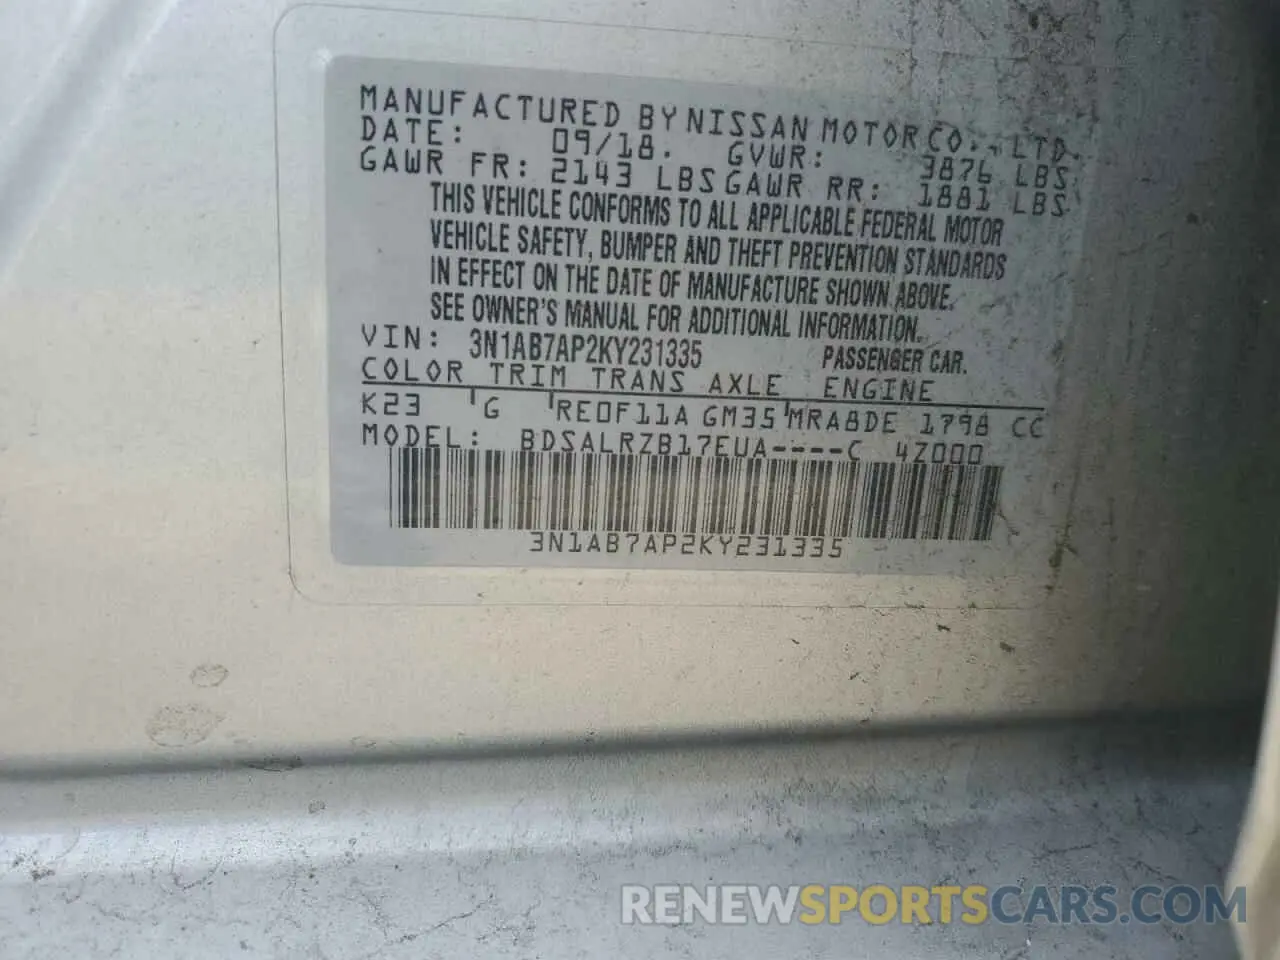 MANUFACTURED BY NISSAN MOTOR CO., LTD.
DATE: 09/18. GVWR: 3876 LBS
GAWR FR: 2143 LBS GAWR RR: 1881 LBS
THIS VEHICLE CONFORMS TO ALL APPLICABLE FEDERAL MOTOR
VEHICLE SAFETY, BUMPER AND THEFT PREVENTION STANDARDS
IN EFFECT ON THE DATE OF MANUFACTURE SHOWN ABOVE.
SEE OWNER'S MANUAL FOR ADDITIONAL INFORMATION.
VIN: 3N1AB7AP2KY231335 PASSENGER CAR.
COLOR TRIM TRANS AXLE ENGINE
K23 G RE0F11A GM35 MRA8DE 1798 CC
MODEL: BDSALRZB17EUA----C 4Z000
3N1AB7AP2KY231335
RENEWSPORTSCARS.COM